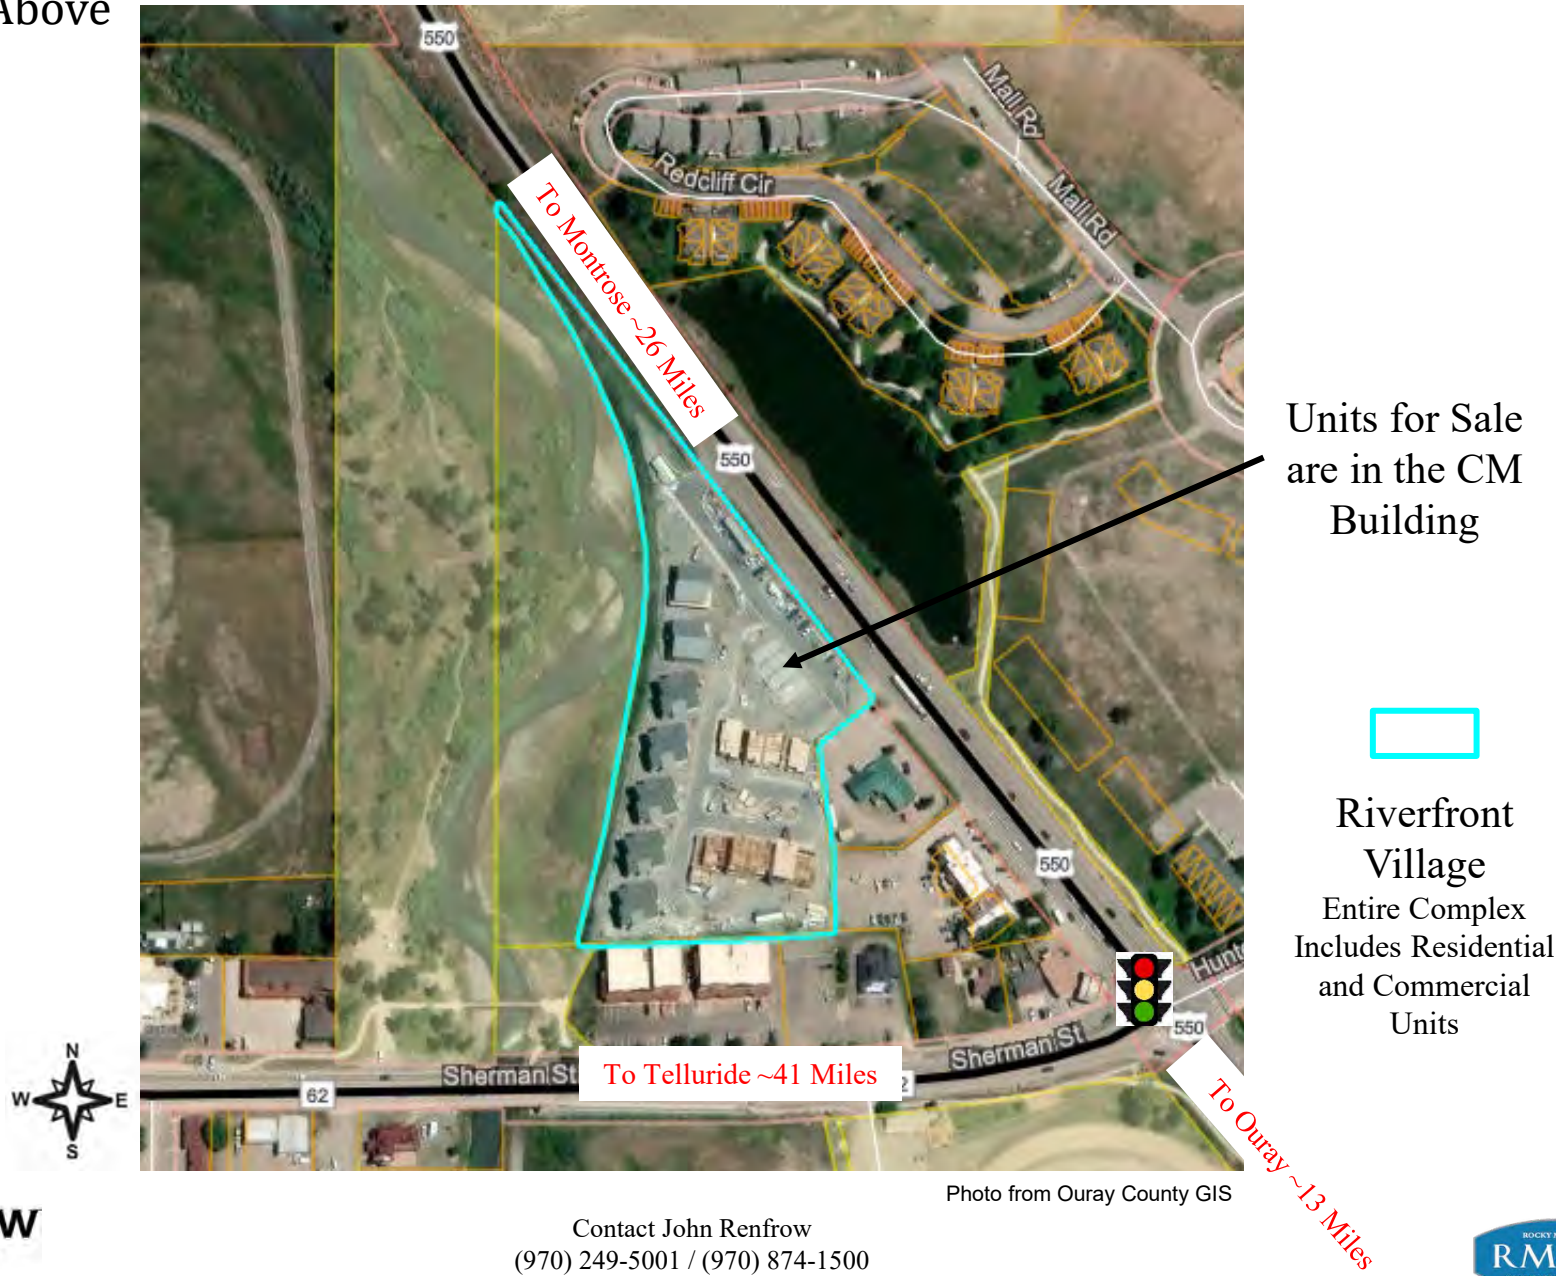 Above
550
Mall Rd
Redcliff Cir
Mall Rd
To Montrose ~26 Miles
550
Units for Sale
are in the CM
Building
Riverfront
Village
Entire Complex
Includes Residential
and Commercial
Units
550
550
Sherman St
Sherman St
To Telluride ~41 Miles
62
N
W
E
S
To Ouray ~13 Miles
Photo from Ouray County GIS
W
Contact John Renfrow
(970) 249-5001 / (970) 874-1500